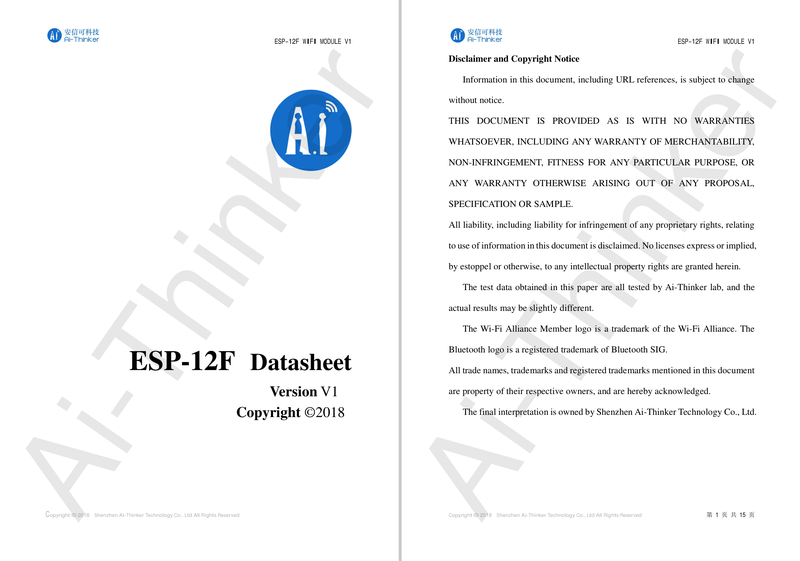 安信可科技
Ai-Thinker
ESP-12F WIFI MODULE V1
Ai
Ai-Thinker
ESP-12F Datasheet
Version V1
Copyright ©2018
Copyright © 2018 Shenzhen Ai-Thinker Technology Co., Ltd All Rights Reserved
安信可科技
Ai-Thinker
ESP-12F WIFI MODULE V1
Disclaimer and Copyright Notice
Information in this document, including URL references, is subject to change
without notice.
THIS DOCUMENT IS PROVIDED AS IS WITH NO WARRANTIES
WHATSOEVER, INCLUDING ANY WARRANTY OF MERCHANTABILITY,
NON-INFRINGEMENT, FITNESS FOR ANY PARTICULAR PURPOSE, OR
ANY WARRANTY OTHERWISE ARISING OUT OF ANY PROPOSAL,
SPECIFICATION OR SAMPLE.
All liability, including liability for infringement of any proprietary rights, relating
to use of information in this document is disclaimed. No licenses express or implied,
by estoppel or otherwise, to any intellectual property rights are granted herein.
The test data obtained in this paper are all tested by Ai-Thinker lab, and the
actual results may be slightly different.
The Wi-Fi Alliance Member logo is a trademark of the Wi-Fi Alliance. The
Bluetooth logo is a registered trademark of Bluetooth SIG.
All trade names, trademarks and registered trademarks mentioned in this document
are property of their respective owners, and are hereby acknowledged.
The final interpretation is owned by Shenzhen Ai-Thinker Technology Co., Ltd.
Ai-Thinker
Copyright © 2018 Shenzhen Ai-Thinker Technology Co., Ltd All Rights Reserved
第 1 页 共 15 页